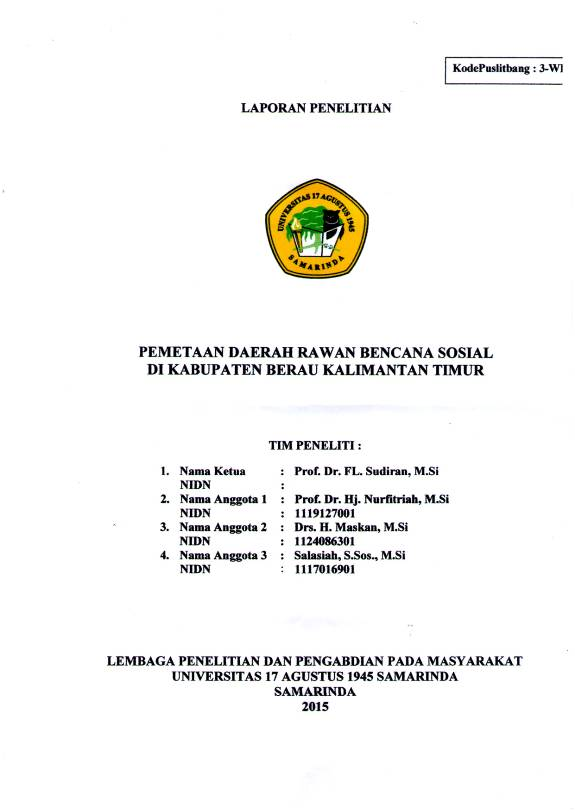 KodePuslitbang : 3-WI
LAPORAN PENELITIAN
UNIVERSITAS 17 AGUSTUS 1945
SAMARINDA
PEMETAAN DAERAH RAWAN BENCANA SOSIAL
DI KABUPATEN BERAU KALIMANTAN TIMUR
TIM PENELITI :
1. Nama Ketua : Prof. Dr. FL. Sudiran, M.Si
NIDN :
2. Nama Anggota 1 : Prof. Dr. Hj. Nurfitriah, M.Si
NIDN : 1119127001
3. Nama Anggota 2 : Drs. H. Maskan, M.Si
NIDN : 1124086301
4. Nama Anggota 3 : Salasiah, S.Sos., M.Si
NIDN : 1117016901
LEMBAGA PENELITIAN DAN PENGABDIAN PADA MASYARAKAT
UNIVERSITAS 17 AGUSTUS 1945 SAMARINDA
SAMARINDA
2015